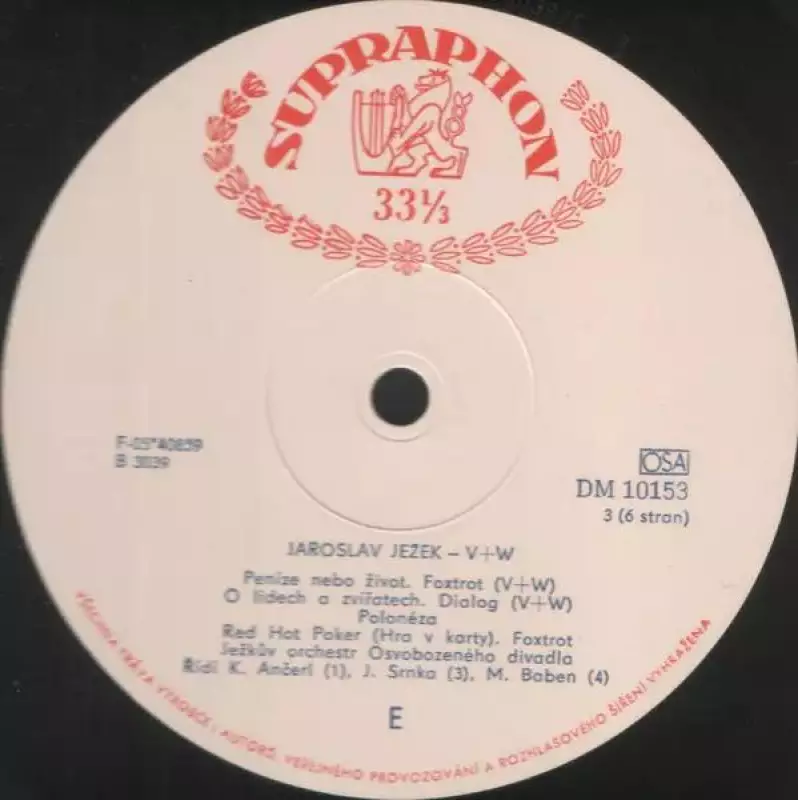 SUPRAPHON
33⅓
F-05*40859
B 3039
OSA
DM 10153
3 (6 stran)
JAROSLAV JEŽEK – V+W
Peníze nebo život. Foxtrot (V+W)
O lidech a zvířatech. Dialog (V+W)
Polonéza
Red Hot Poker (Hra v karty). Foxtrot
Ježkův orchestr Osvobozeného divadla
Řídí K. Ančerl (1), J. Srnka (3), M. Baben (4)
E
VŠECHNA PRÁVA VÝROBCE I AUTORŮ, VEŘEJNÉHO PROVOZOVÁNÍ A ROZHLASOVÉHO ŠÍŘENÍ VYHRAŽENA